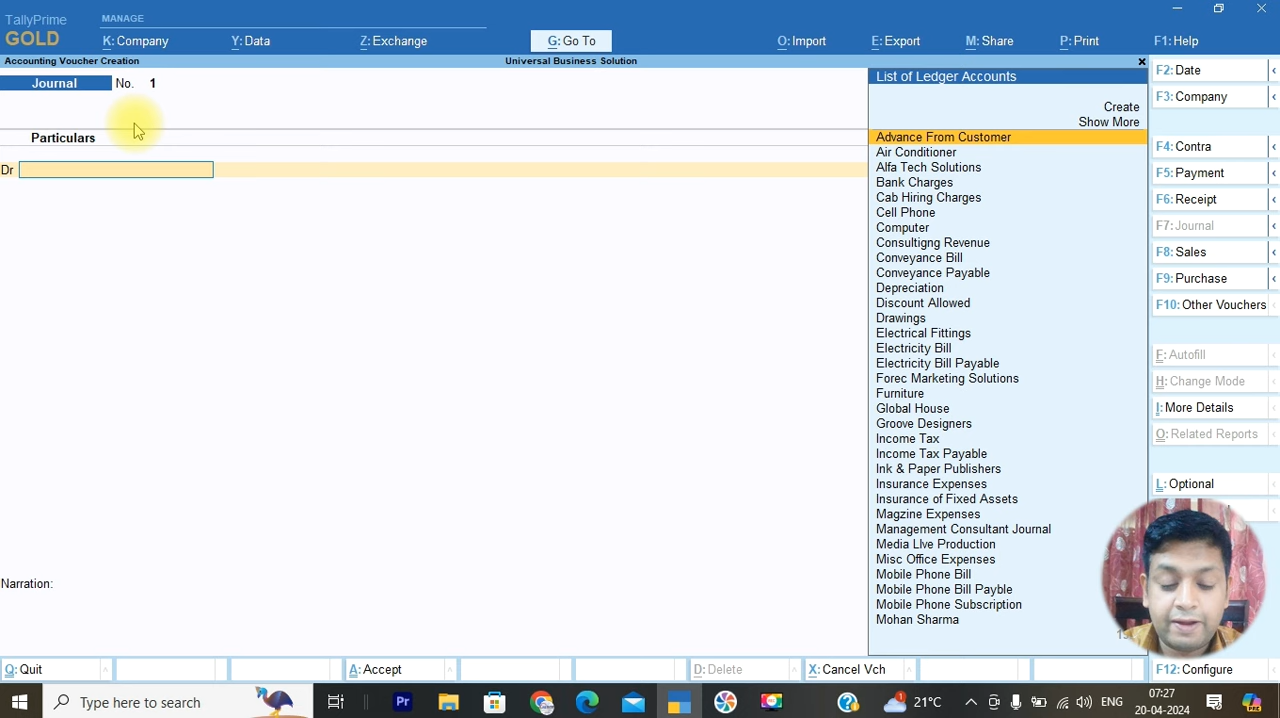 TallyPrime
GOLD
MANAGE
K: Company
Y: Data
Z: Exchange
G: Go To
O: Import
E: Export
M: Share
P: Print
F1: Help
Accounting Voucher Creation
Universal Business Solution
Journal No. 1
Particulars
Dr
Narration:
List of Ledger Accounts
Create
Show More
Advance From Customer
Air Conditioner
Alfa Tech Solutions
Bank Charges
Cab Hiring Charges
Cell Phone
Computer
Consultigng Revenue
Conveyance Bill
Conveyance Payable
Depreciation
Discount Allowed
Drawings
Electrical Fittings
Electricity Bill
Electricity Bill Payable
Forec Marketing Solutions
Furniture
Global House
Groove Designers
Income Tax
Income Tax Payable
Ink & Paper Publishers
Insurance Expenses
Insurance of Fixed Assets
Magzine Expenses
Management Consultant Journal
Media LIve Production
Misc Office Expenses
Mobile Phone Bill
Mobile Phone Bill Payble
Mobile Phone Subscription
Mohan Sharma
F2: Date
F3: Company
F4: Contra
F5: Payment
F6: Receipt
F7: Journal
F8: Sales
F9: Purchase
F10: Other Vouchers
F: Autofill
H: Change Mode
I: More Details
O: Related Reports
L: Optional
Q: Quit
A: Accept
D: Delete
X: Cancel Vch
F12: Configure
Type here to search
Pr
21°C
ENG
07:27
20-04-2024